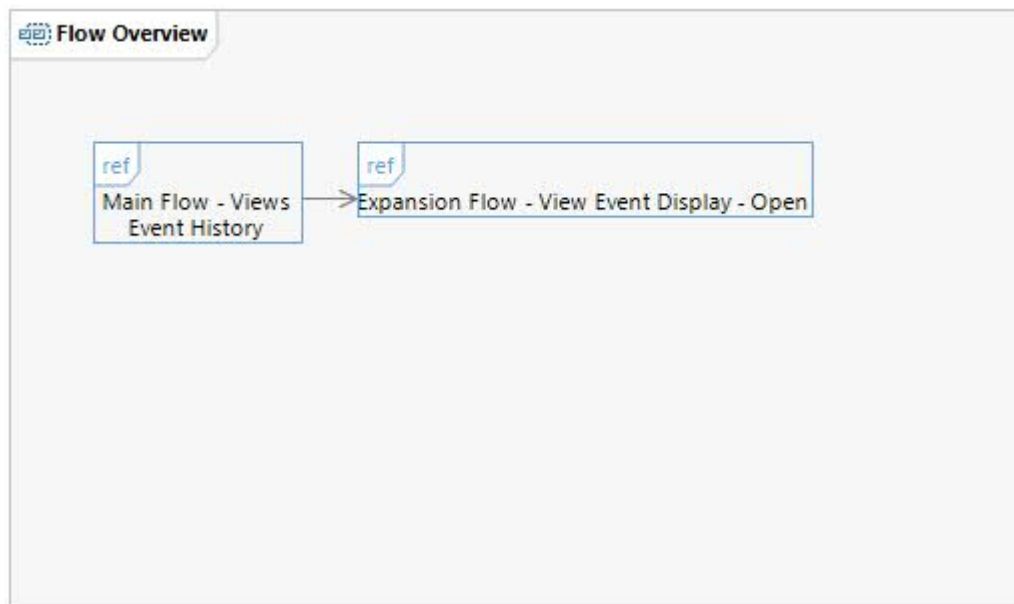 Flow Overview
ref
Main Flow - Views
Event History
ref
Expansion Flow - View Event Display - Open